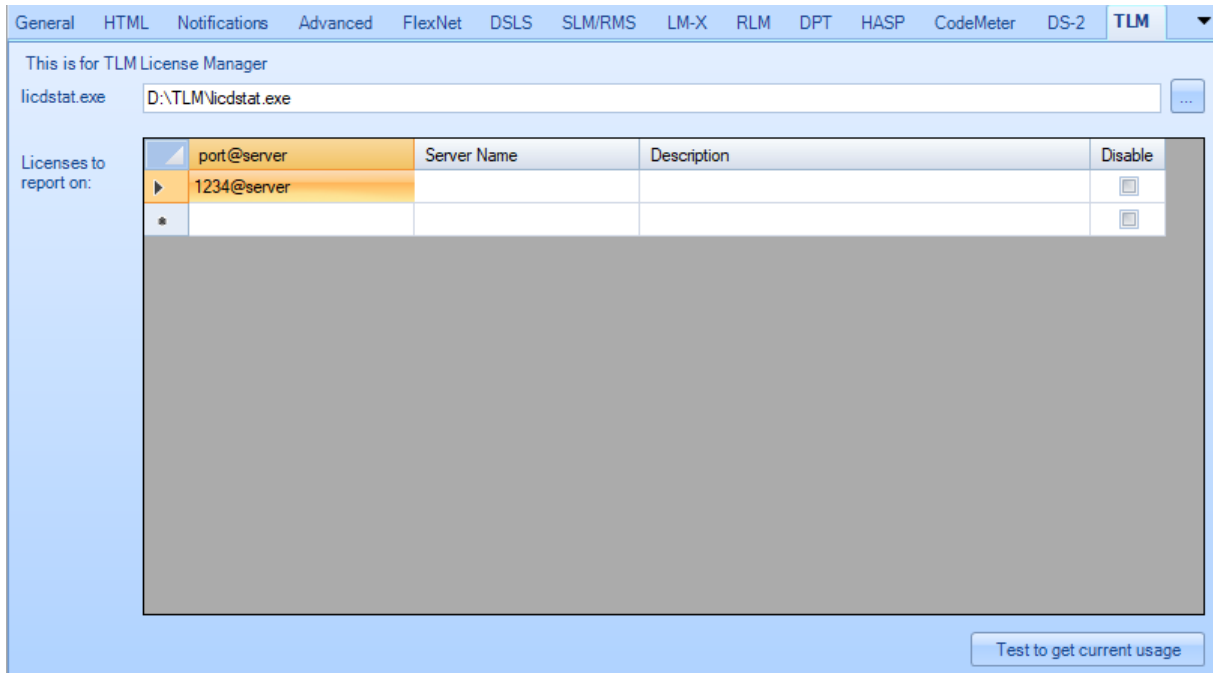 General HTML Notifications Advanced FlexNet DSLS SLM/RMS LM-X RLM DPT HASP CodeMeter DS-2 TLM
This is for TLM License Manager
licdstat.exe D:\TLM\licdstat.exe ...
Licenses to report on:
port@server Server Name Description Disable
1234@server
Test to get current usage